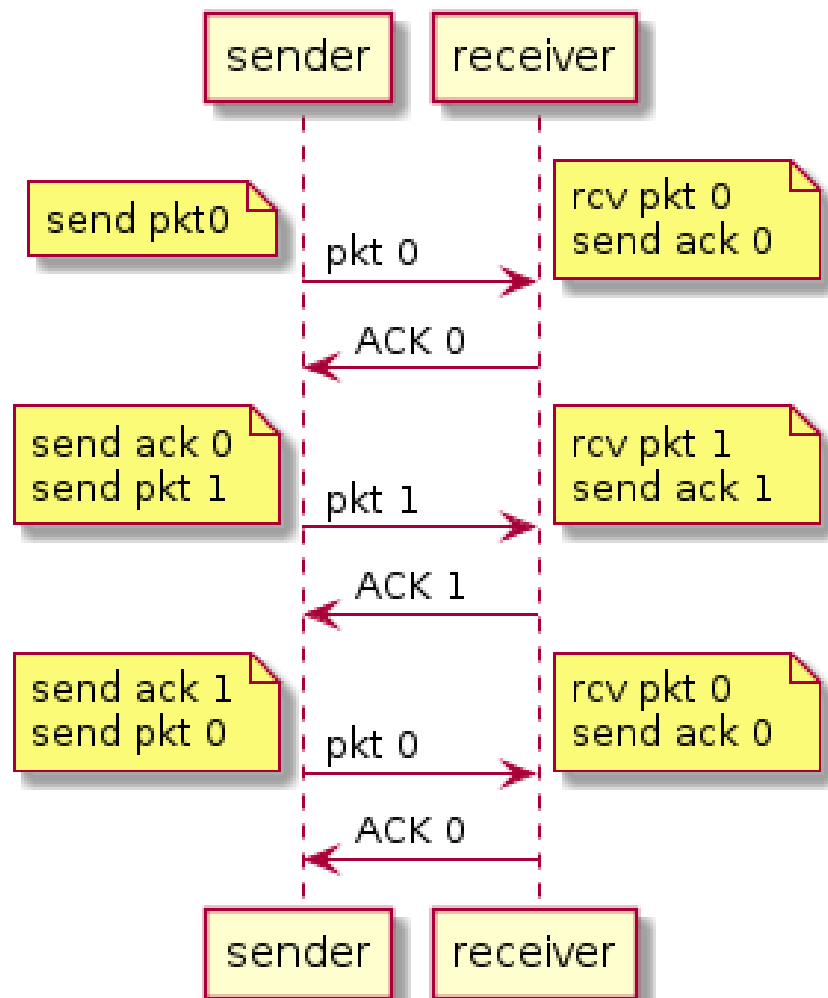 sender
receiver
send pkt0
rcv pkt 0
send ack 0
pkt 0
ACK 0
send ack 0
send pkt 1
rcv pkt 1
send ack 1
pkt 1
ACK 1
send ack 1
send pkt 0
rcv pkt 0
send ack 0
pkt 0
ACK 0
sender
receiver